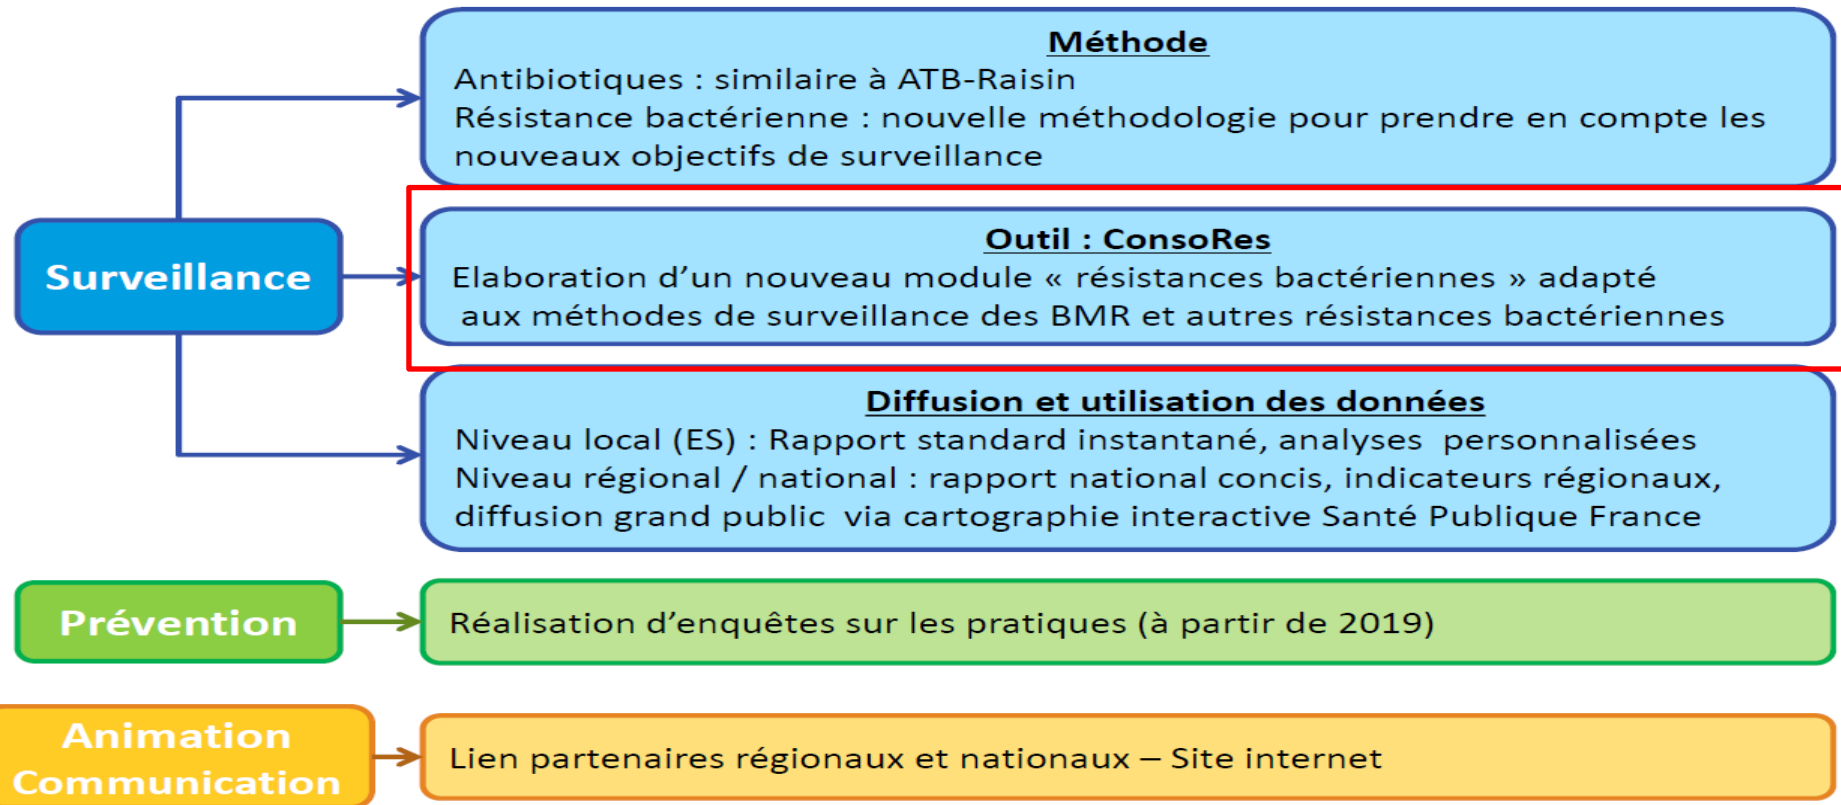 Méthode
Antibiotiques : similaire à ATB-Raisin
Résistance bactérienne : nouvelle méthodologie pour prendre en compte les
nouveaux objectifs de surveillance
Surveillance
Outil : ConsoRes
Elaboration d’un nouveau module « résistances bactériennes » adapté
aux méthodes de surveillance des BMR et autres résistances bactériennes
Diffusion et utilisation des données
Niveau local (ES) : Rapport standard instantané, analyses personnalisées
Niveau régional / national : rapport national concis, indicateurs régionaux,
diffusion grand public via cartographie interactive Santé Publique France
Prévention
Réalisation d’enquêtes sur les pratiques (à partir de 2019)
Animation
Communication
Lien partenaires régionaux et nationaux – Site internet